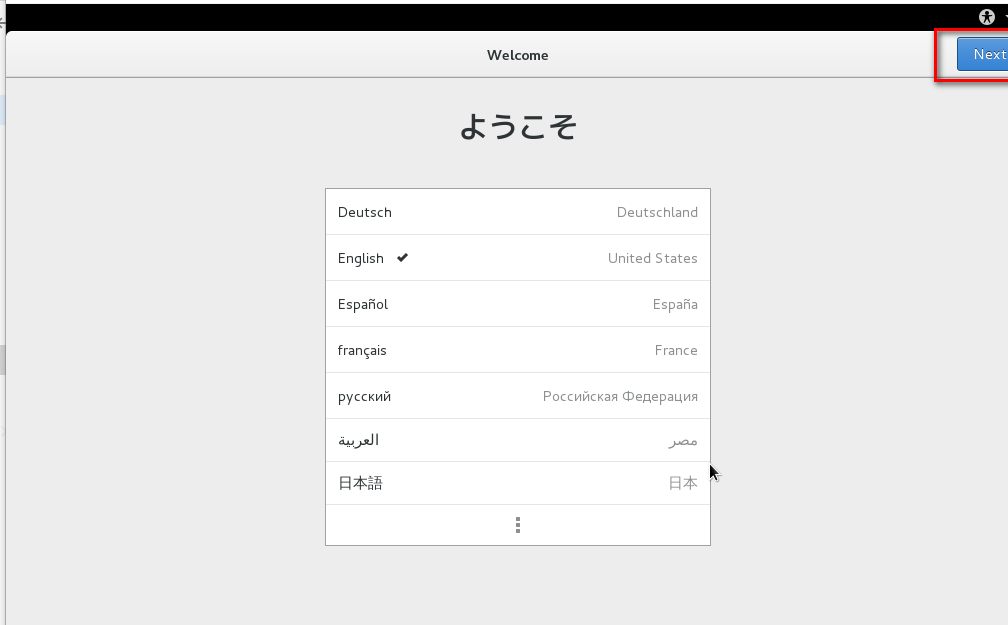 Welcome
Next
ようこそ
Deutsch Deutschland
English ✔ United States
Español España
français France
русский Российская Федерация
العربية مصر
日本語 日本